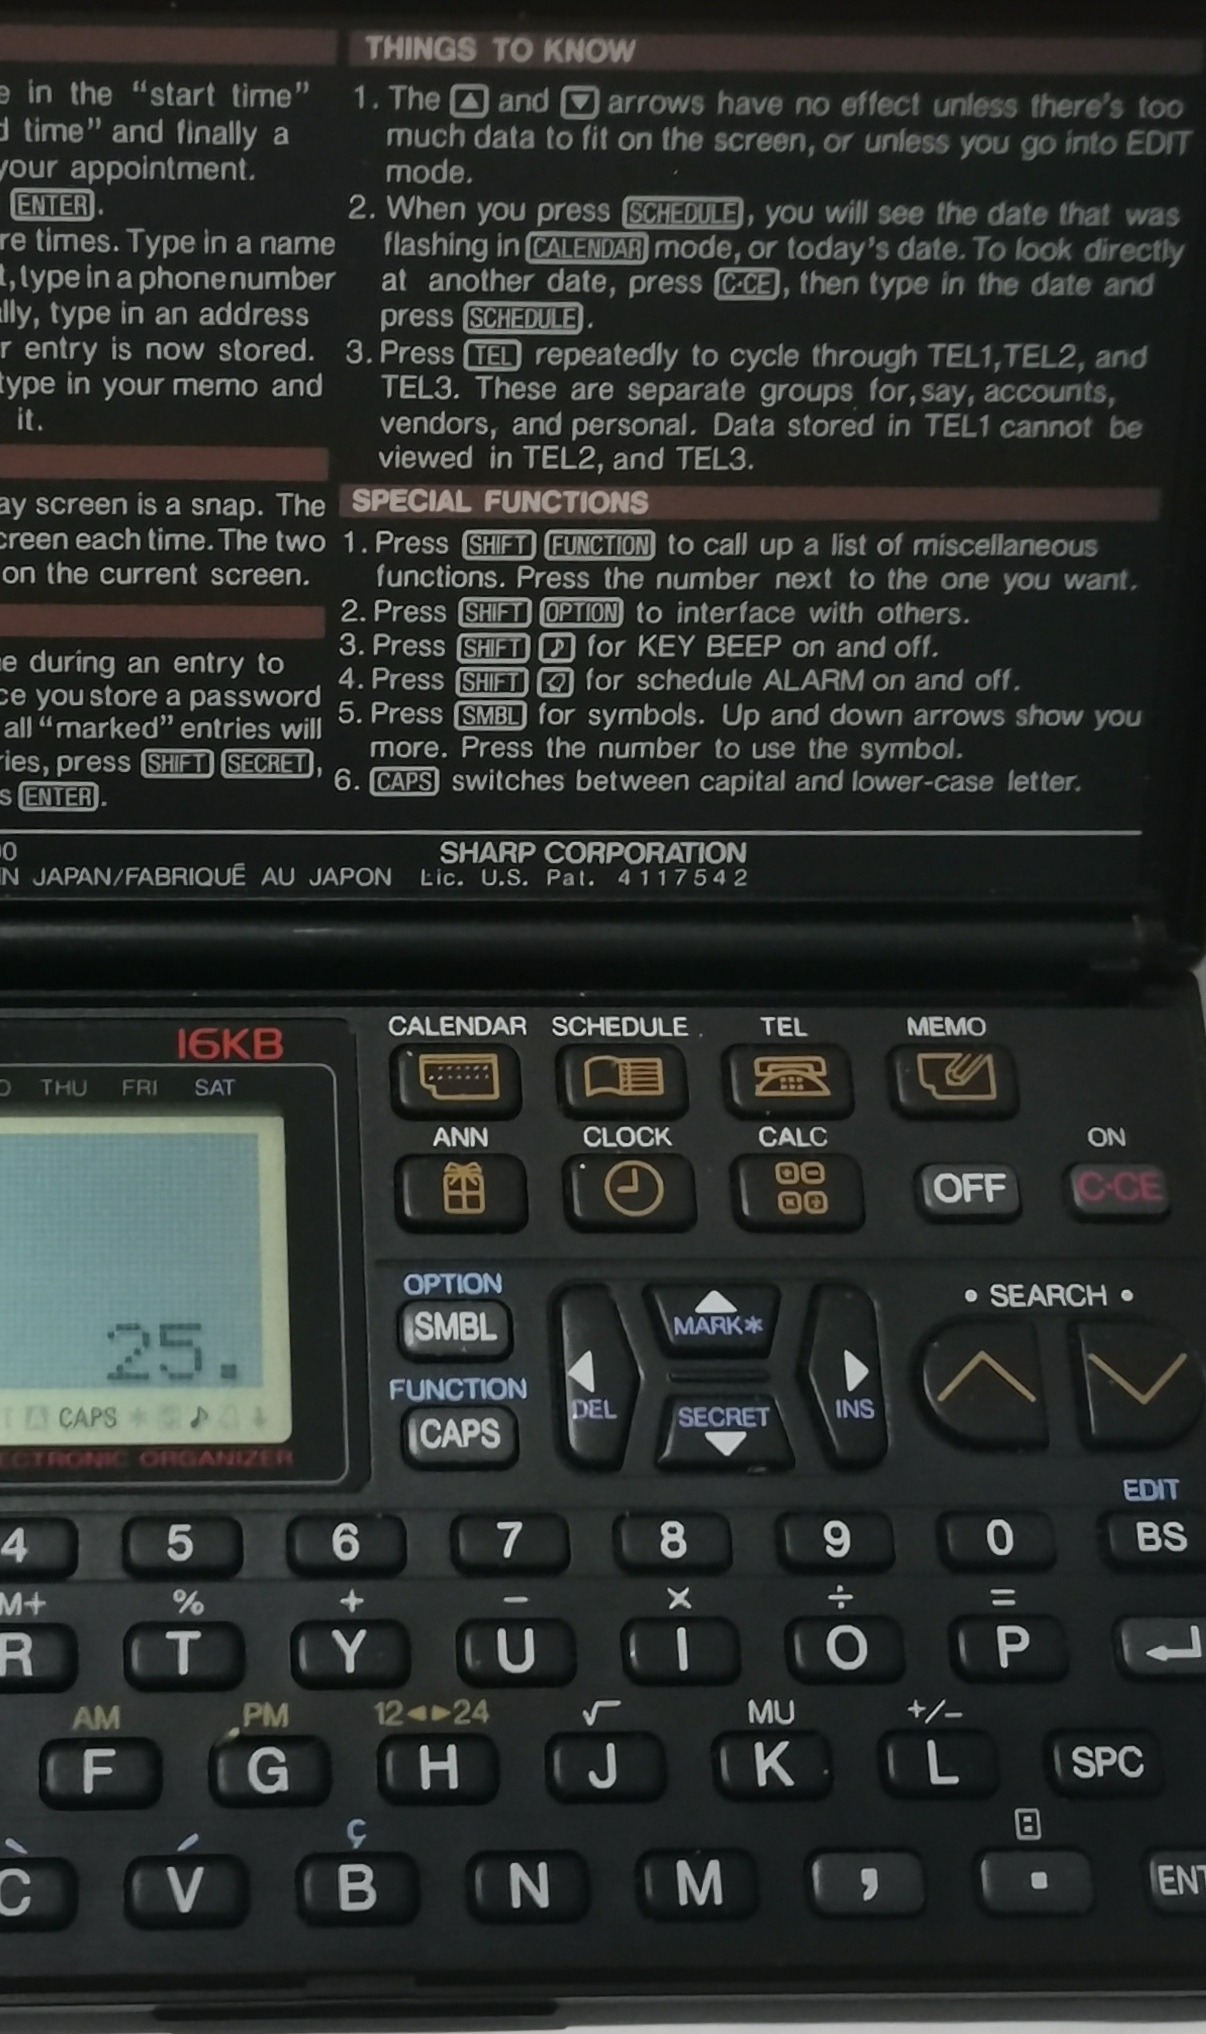 e in the “start time”
d time” and finally a
your appointment.
ENTER.
re times. Type in a name
t, type in a phone number
lly, type in an address
r entry is now stored.
type in your memo and
it.
ay screen is a snap. The
creen each time. The two
on the current screen.
e during an entry to
ce you store a password
all “marked” entries will
ries, press SHIFT SECRET,
s ENTER.
THINGS TO KNOW
1. The ▲ and ▼ arrows have no effect unless there's too
much data to fit on the screen, or unless you go into EDIT
mode.
2. When you press SCHEDULE, you will see the date that was
flashing in CALENDAR mode, or today's date. To look directly
at another date, press C·CE, then type in the date and
press SCHEDULE.
3. Press TEL repeatedly to cycle through TEL1, TEL2, and
TEL3. These are separate groups for, say, accounts,
vendors, and personal. Data stored in TEL1 cannot be
viewed in TEL2, and TEL3.
SPECIAL FUNCTIONS
1. Press SHIFT FUNCTION to call up a list of miscellaneous
functions. Press the number next to the one you want.
2. Press SHIFT OPTION to interface with others.
3. Press SHIFT ♪ for KEY BEEP on and off.
4. Press SHIFT for schedule ALARM on and off.
5. Press SMBL for symbols. Up and down arrows show you
more. Press the number to use the symbol.
6. CAPS switches between capital and lower-case letter.
0
IN JAPAN/FABRIQUÉ AU JAPON
SHARP CORPORATION
Lic. U.S. Pat. 4117542
16KB
THU FRI SAT
25.
CAPS ♪
ECTRONIC ORGANIZER
CALENDAR SCHEDULE TEL MEMO
ANN CLOCK CALC ON
OFF C·CE
OPTION
SMBL
FUNCTION
CAPS
MARK*
DEL SECRET INS
• SEARCH •
EDIT
4 5 6 7 8 9 0 BS
M+ % + − × ÷ =
R T Y U I O P
AM PM 12◄►24 √ MU +/−
F G H J K L SPC
ç
C V B N M , .
ENT